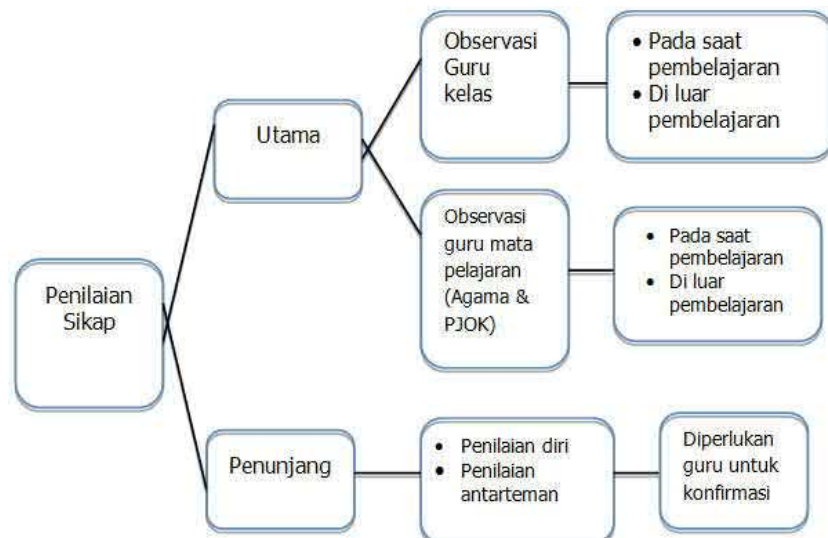 Penilaian
Sikap
Utama
Observasi
Guru
kelas
• Pada saat
pembelajaran
• Di luar
pembelajaran
Observasi
guru mata
pelajaran
(Agama &
PJOK)
• Pada saat
pembelajaran
• Di luar
pembelajaran
Penunjang
• Penilaian diri
• Penilaian
antarteman
Diperlukan
guru untuk
konfirmasi